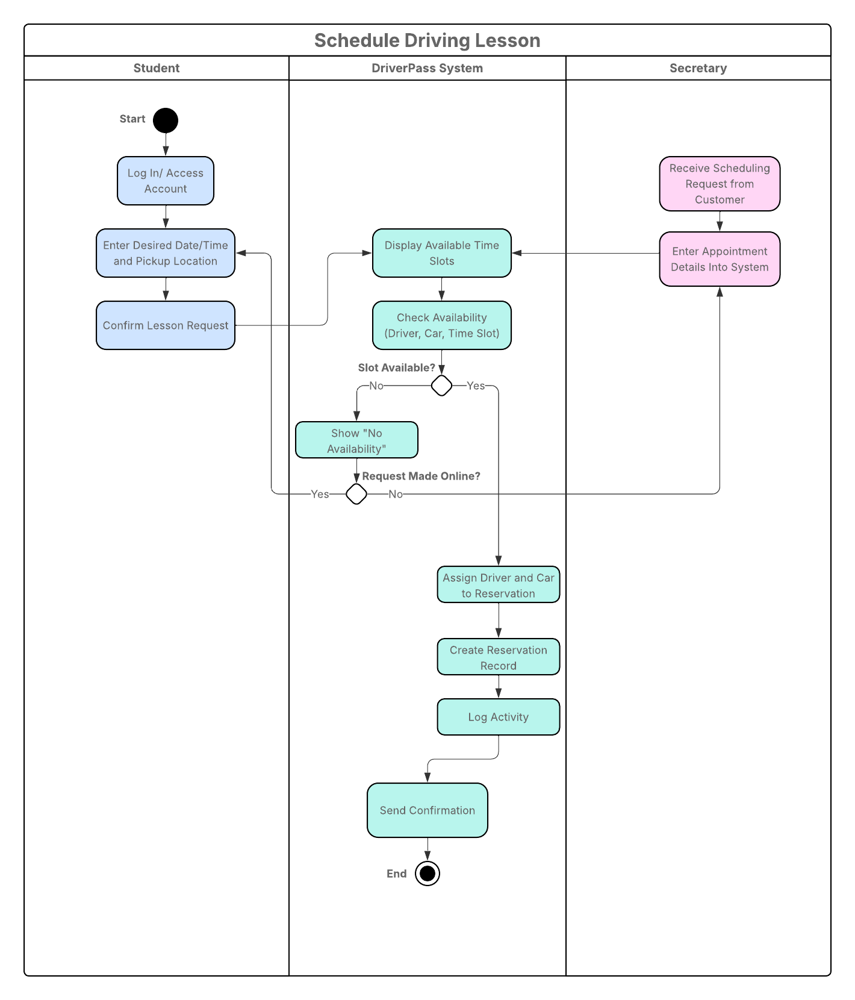 Schedule Driving Lesson
Student
DriverPass System
Secretary
Start
Log In/ Access
Account
Enter Desired Date/Time
and Pickup Location
Confirm Lesson Request
Display Available Time
Slots
Check Availability
(Driver, Car, Time Slot)
Slot Available?
No
Yes
Show "No
Availability"
Request Made Online?
Yes
No
Receive Scheduling
Request from
Customer
Enter Appointment
Details Into System
Assign Driver and Car
to Reservation
Create Reservation
Record
Log Activity
Send Confirmation
End